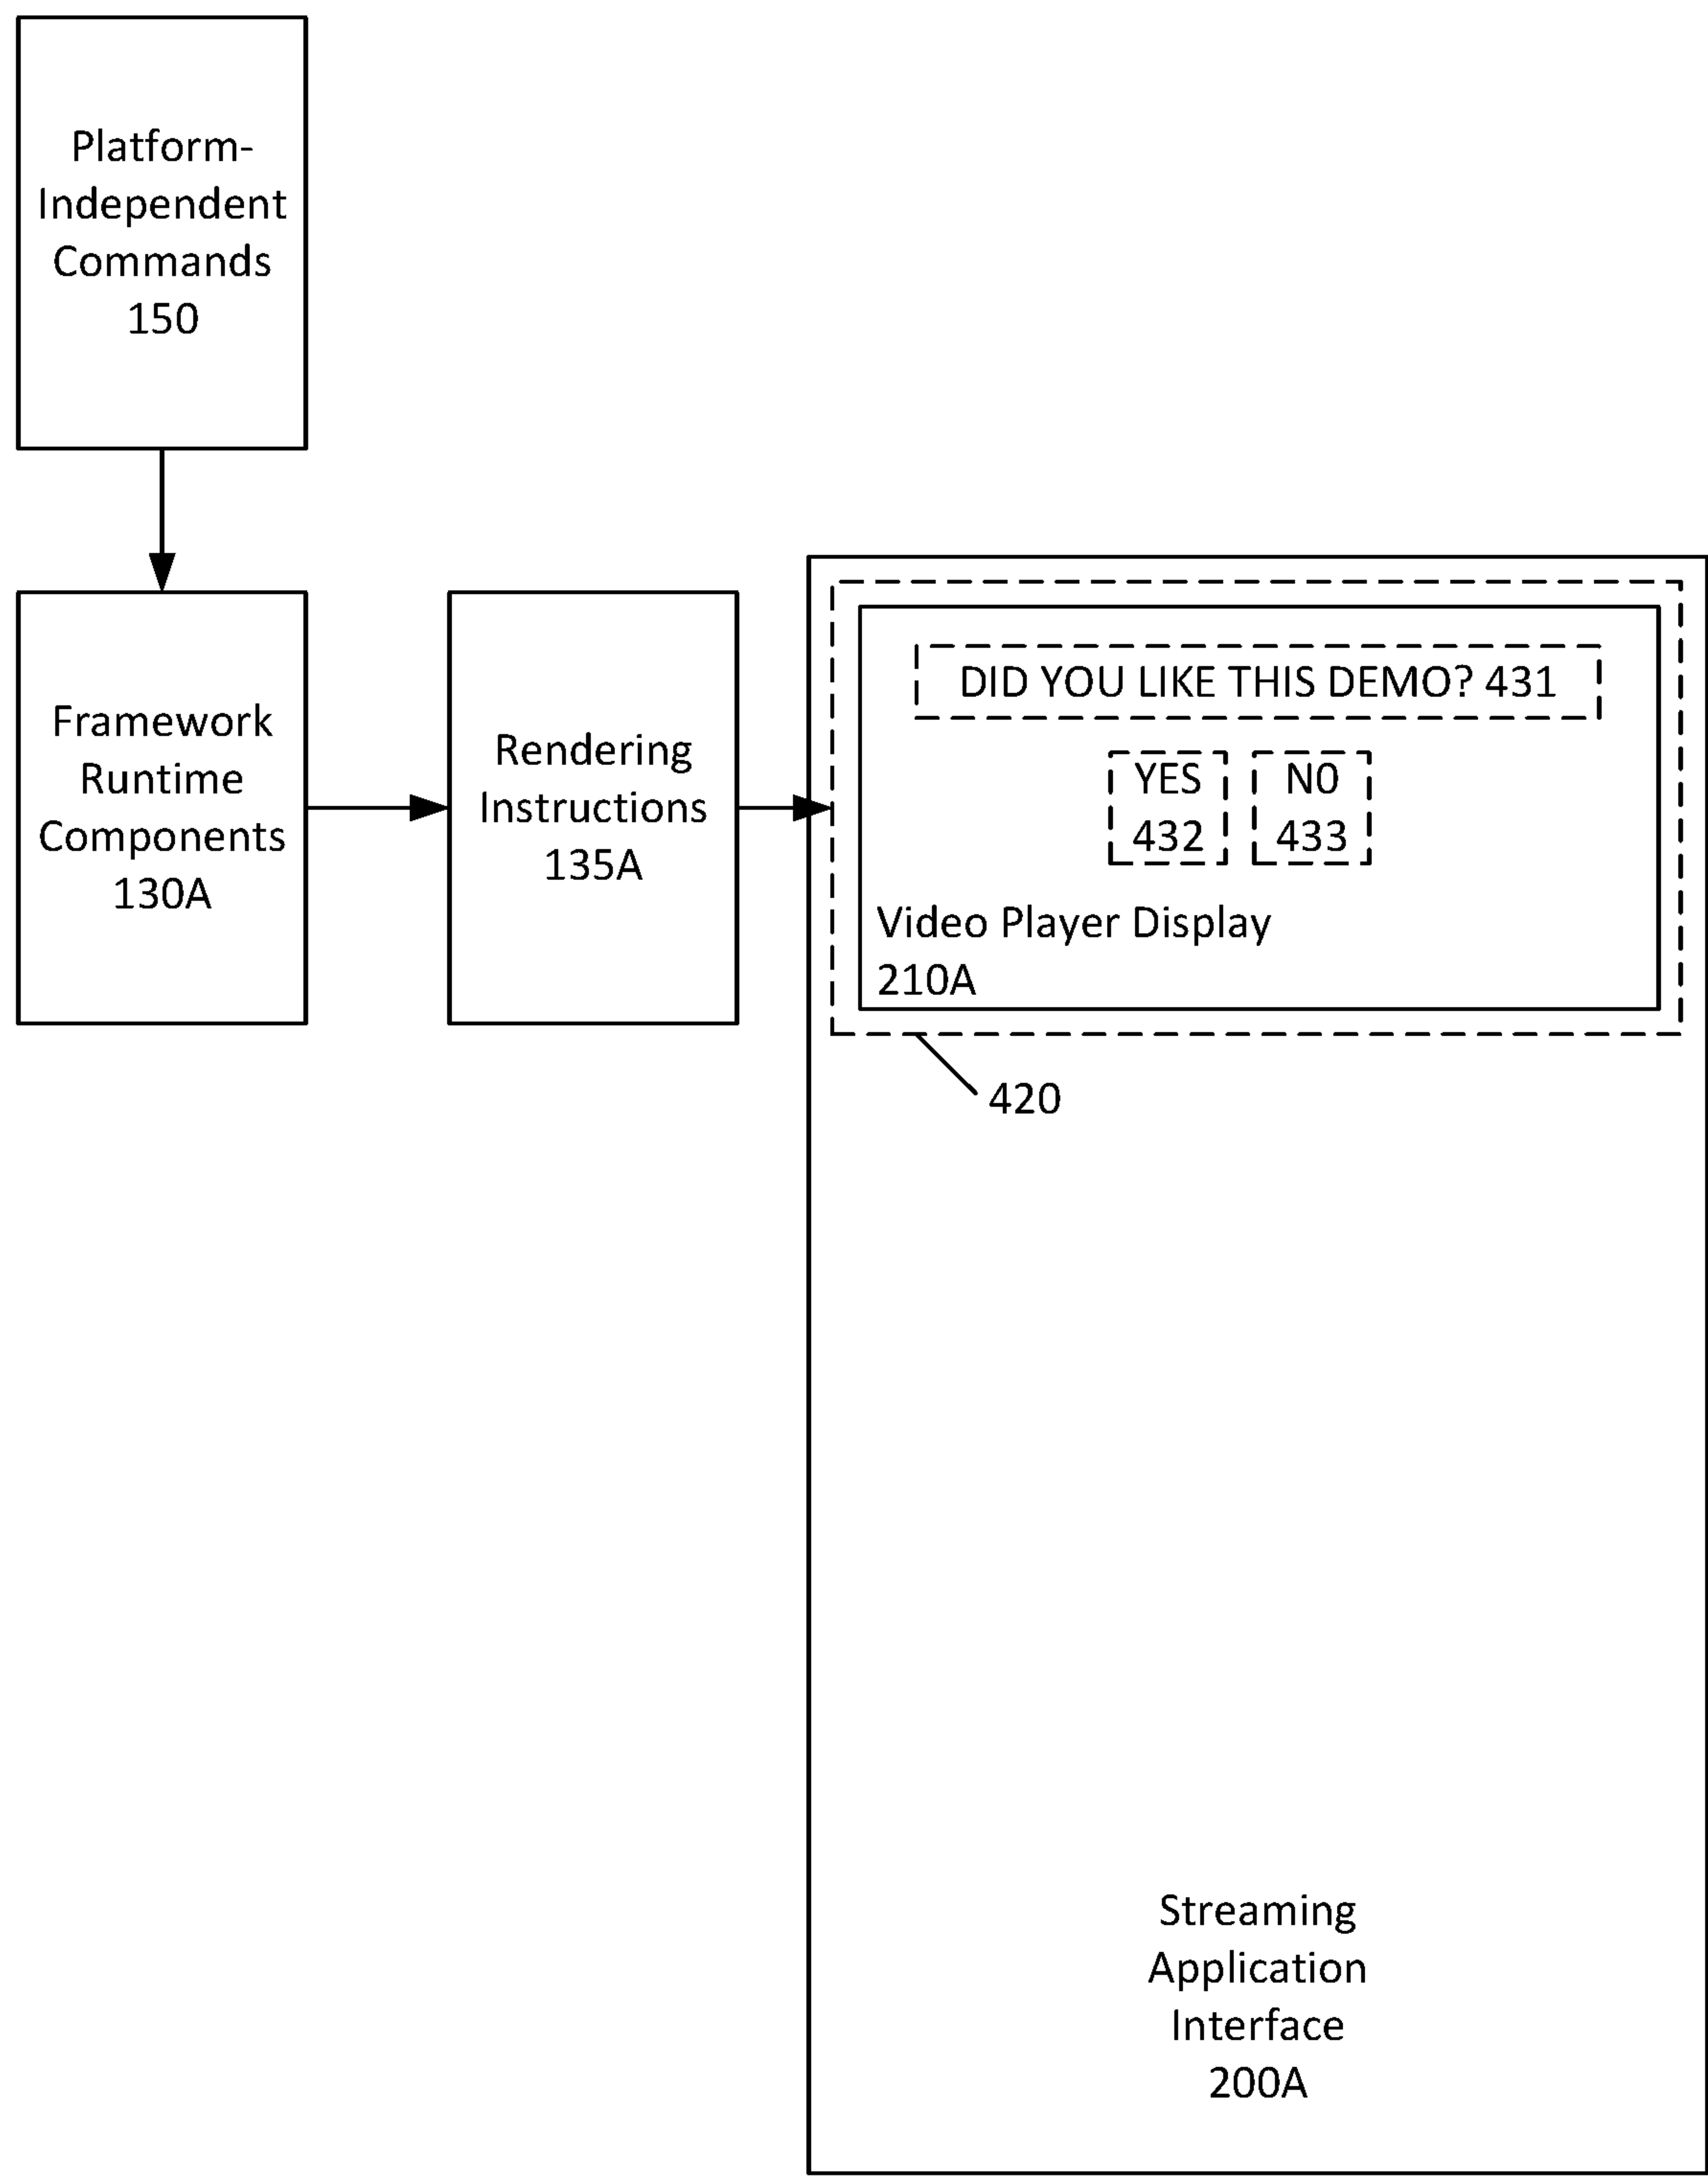 Platform-
Independent
Commands
150
Framework
Runtime
Components
130A
Rendering
Instructions
135A
DID YOU LIKE THIS DEMO? 431
YES
432
NO
433
Video Player Display
210A
420
Streaming
Application
Interface
200A